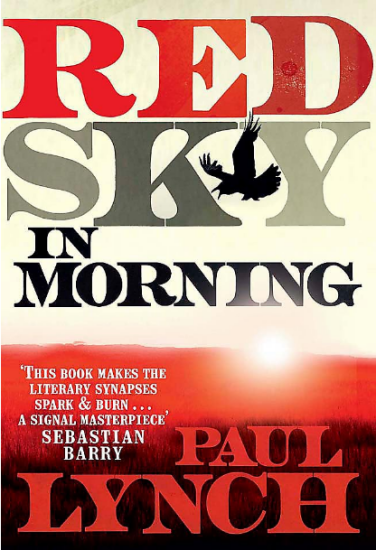 RED
SKY
IN
MORNING
'THIS BOOK MAKES THE
LITERARY SYNAPSES
SPARK & BURN...
A SIGNAL MASTERPIECE'
SEBASTIAN
BARRY
PAUL
LYNCH